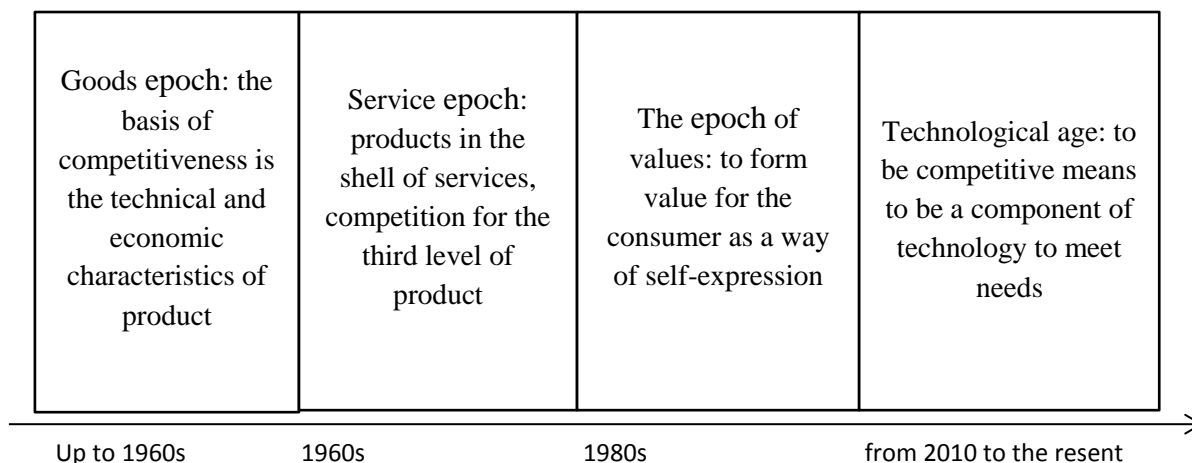 Goods epoch: the
basis of
competitiveness is
the technical and
economic
characteristics of
product
Service epoch:
products in the
shell of services,
competition for the
third level of
product
The epoch of
values: to form
value for the
consumer as a way
of self-expression
Technological age: to
be competitive means
to be a component of
technology to meet
needs
Up to 1960s
1960s
1980s
from 2010 to the resent